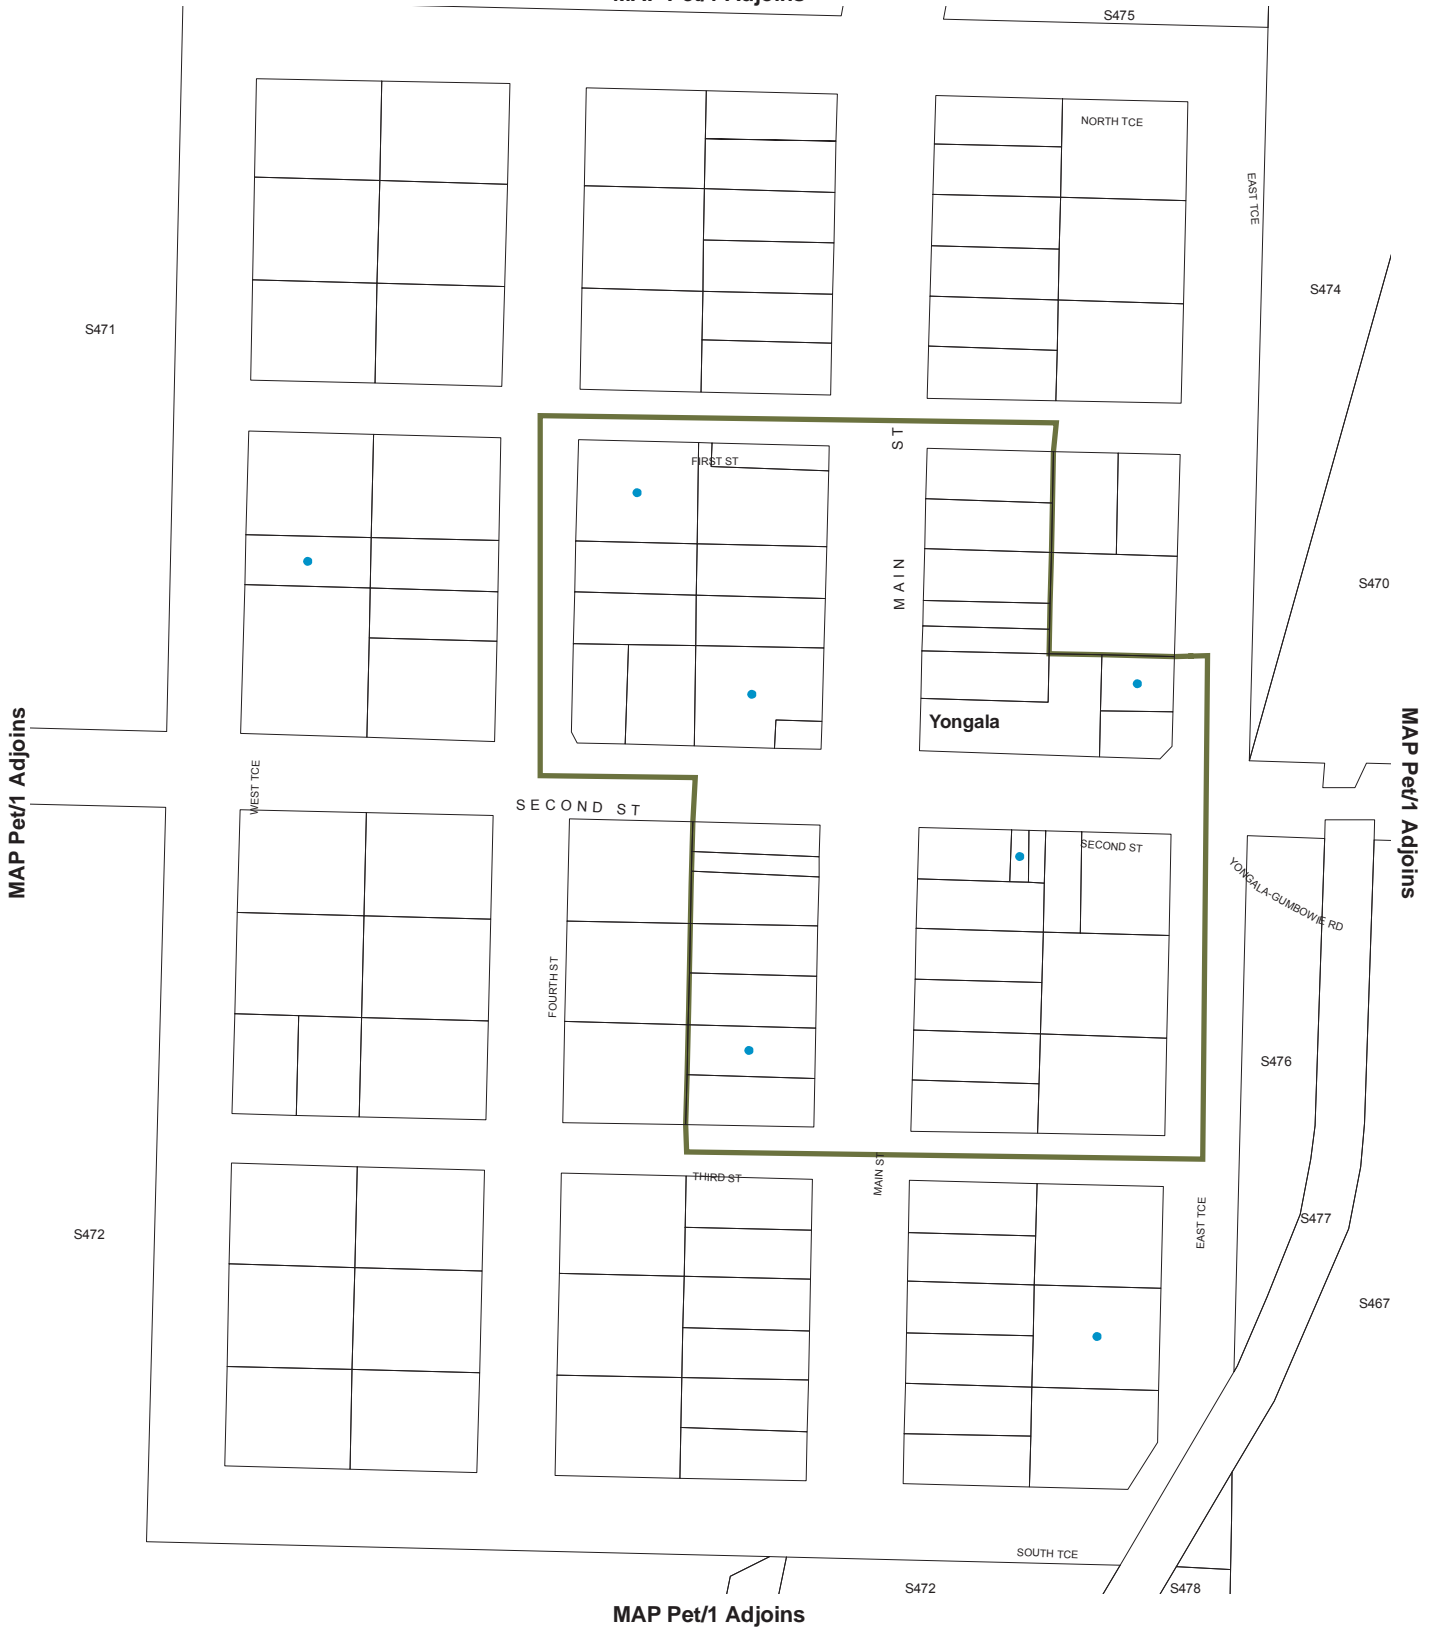 S475
NORTH TCE
EAST TCE
S474
S471
MAIN ST
FIRST ST
S470
Yongala
MAP Pet/1 Adjoins
MAP Pet/1 Adjoins
WEST TCE
SECOND ST
SECOND ST
YONGALA-GUMBOWIE RD
FOURTH ST
S476
THIRD ST
MAIN ST
EAST TCE
S477
S472
S467
SOUTH TCE
S472
S478
MAP Pet/1 Adjoins